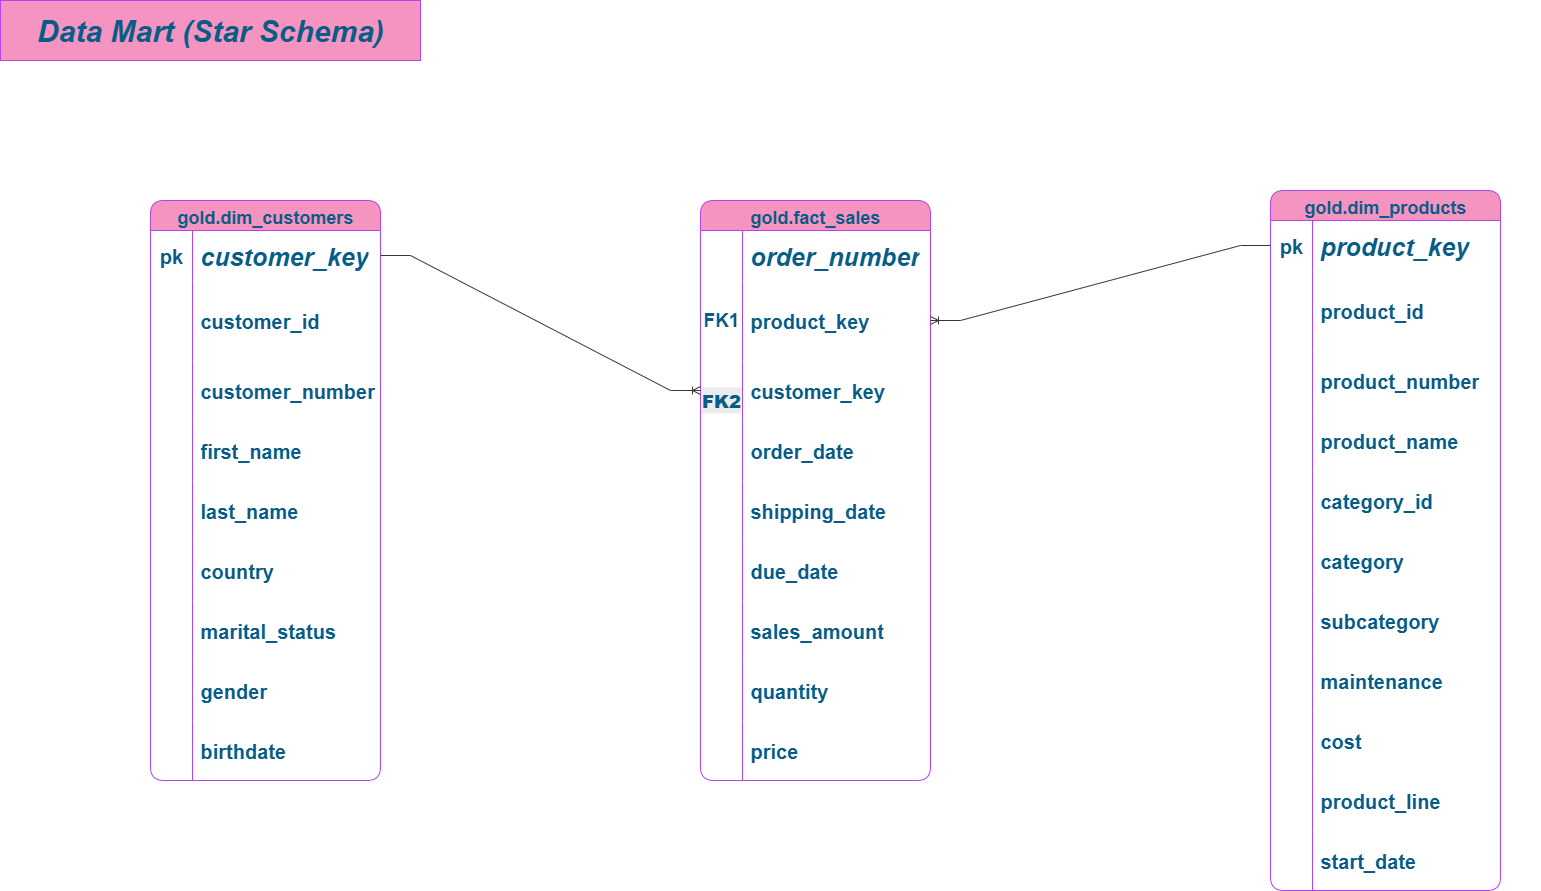 Data Mart (Star Schema)
gold.dim_customers
pk customer_key
customer_id
customer_number
first_name
last_name
country
marital_status
gender
birthdate
gold.fact_sales
order_number
FK1 product_key
FK2 customer_key
order_date
shipping_date
due_date
sales_amount
quantity
price
gold.dim_products
pk product_key
product_id
product_number
product_name
category_id
category
subcategory
maintenance
cost
product_line
start_date